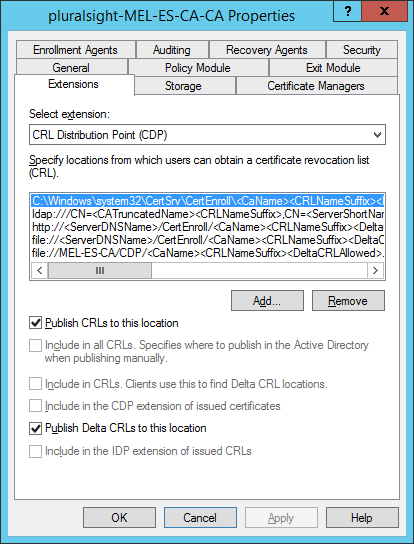 pluralsight-MEL-ES-CA-CA Properties
?
x
Enrollment Agents Auditing Recovery Agents Security
General Policy Module Exit Module
Extensions Storage Certificate Managers
Select extension:
CRL Distribution Point (CDP)
Specify locations from which users can obtain a certificate revocation list
(CRL).
C:\Windows\system32\CertSrv\CertEnroll\<CaName><CRLNameSuffix><
ldap:///CN=<CATruncatedName><CRLNameSuffix>,CN=<ServerShortNar
http://<ServerDNSName>/CertEnroll/<CaName><CRLNameSuffix><Delta
file://<ServerDNSName>/CertEnroll/<CaName><CRLNameSuffix><DeltaC
file://MEL-ES-CA/CDP/<CaName><CRLNameSuffix><DeltaCRLAllowed>.
Add... Remove
Publish CRLs to this location
Include in all CRLs. Specifies where to publish in the Active Directory
when publishing manually.
Include in CRLs. Clients use this to find Delta CRL locations.
Include in the CDP extension of issued certificates
Publish Delta CRLs to this location
Include in the IDP extension of issued CRLs
OK Cancel Apply Help